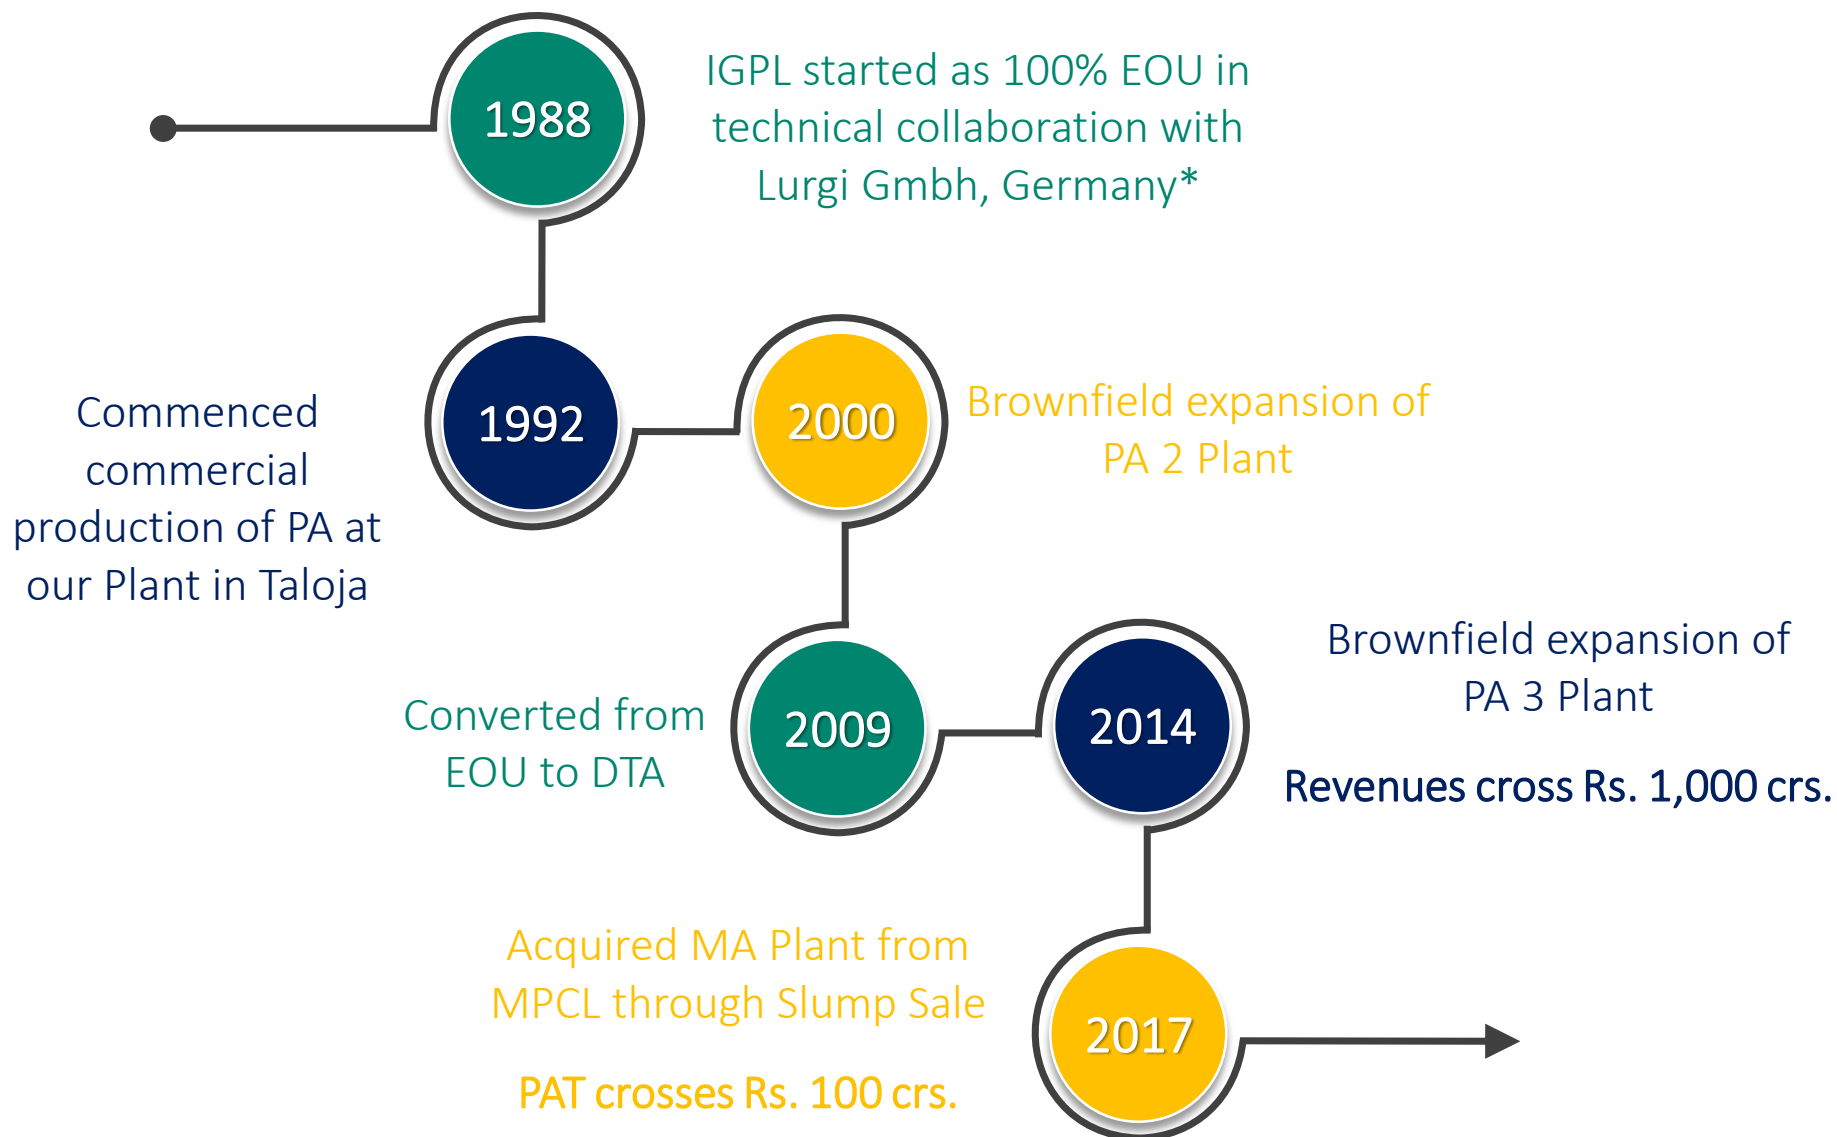 1988
IGPL started as 100% EOU in
technical collaboration with
Lurgi Gmbh, Germany*
Commenced
commercial
production of PA at
our Plant in Taloja
1992
2000
Brownfield expansion of
PA 2 Plant
Converted from
EOU to DTA
2009
2014
Brownfield expansion of
PA 3 Plant
Revenues cross Rs. 1,000 crs.
Acquired MA Plant from
MPCL through Slump Sale
PAT crosses Rs. 100 crs.
2017